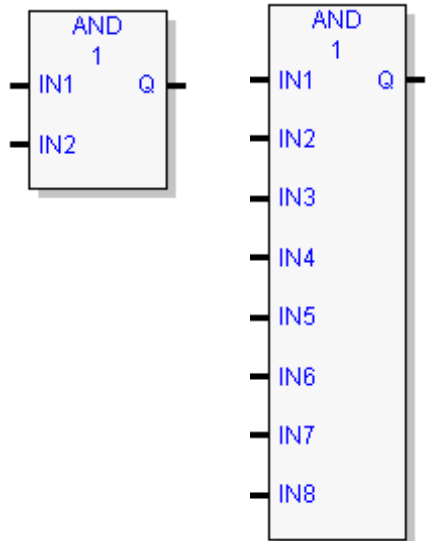 AND
1
IN1 Q
IN2
AND
1
IN1 Q
IN2
IN3
IN4
IN5
IN6
IN7
IN8